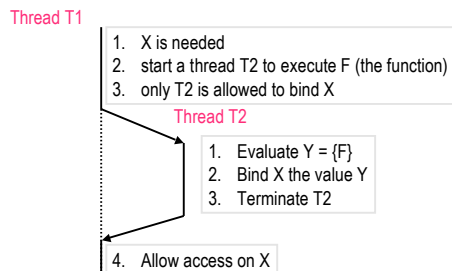 Thread T1
1. X is needed
2. start a thread T2 to execute F (the function)
3. only T2 is allowed to bind X
Thread T2
1. Evaluate Y = {F}
2. Bind X the value Y
3. Terminate T2
4. Allow access on X